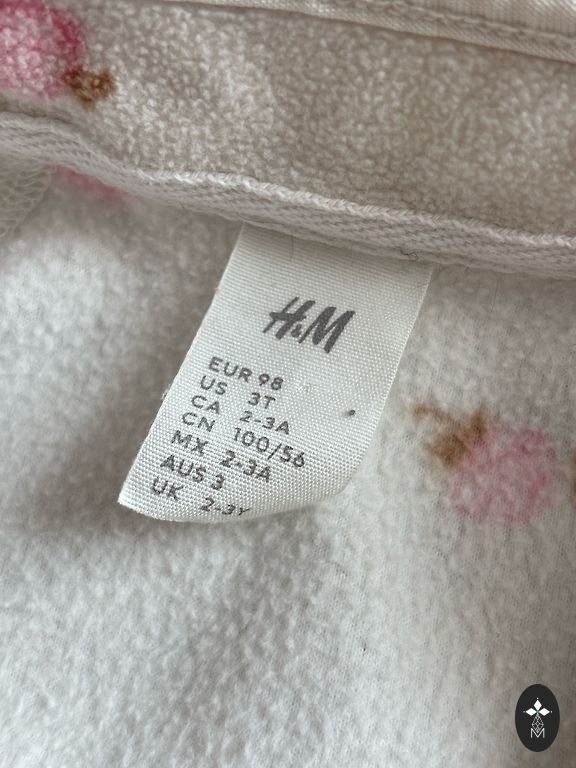 H&M
EUR 98
US 3T
CA 2-3A
CN 100/56
MX 2-3A
AUS 3
UK 2-3Y
M